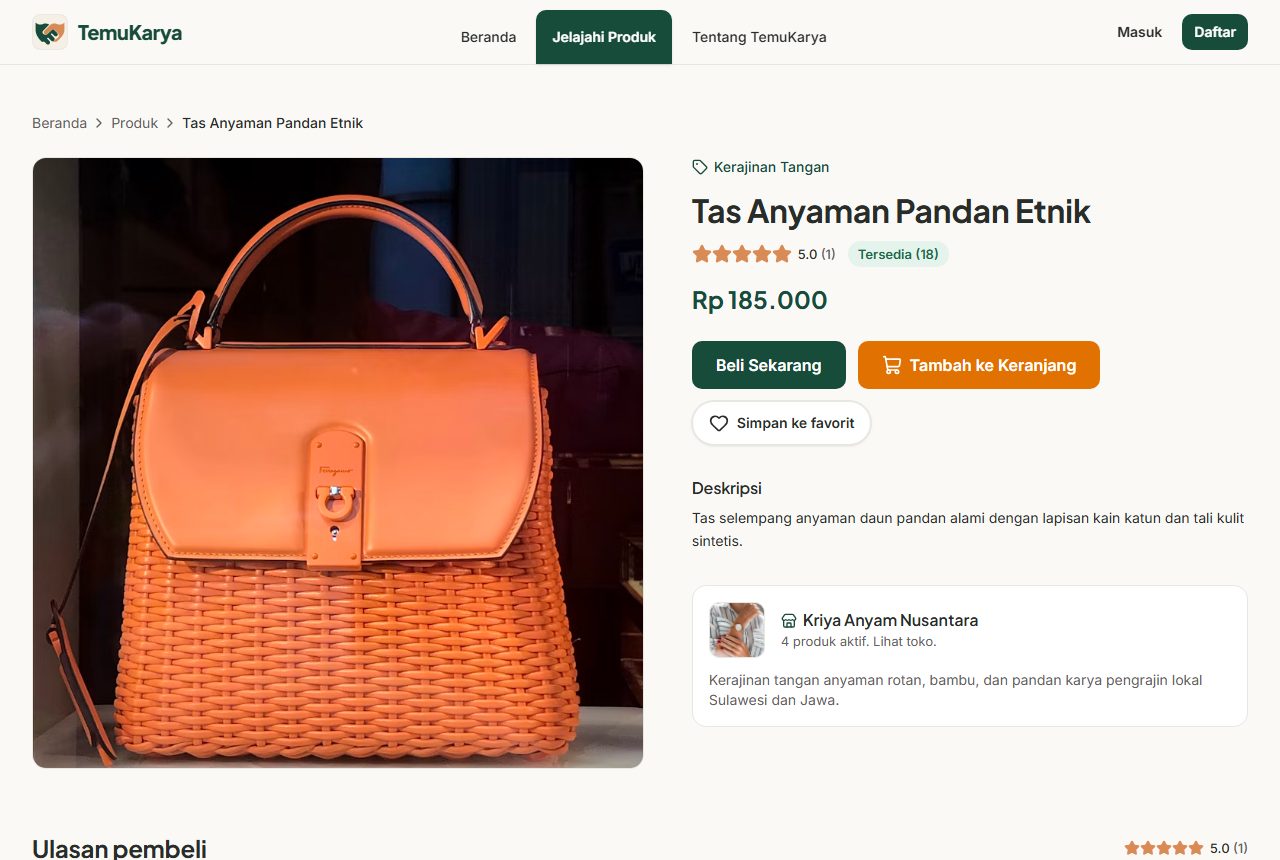 TemuKarya
Beranda
Jelajahi Produk
Tentang TemuKarya
Masuk
Daftar
Beranda > Produk > Tas Anyaman Pandan Etnik
Ferragamo
Kerajinan Tangan
Tas Anyaman Pandan Etnik
5.0 (1)
Tersedia (18)
Rp 185.000
Beli Sekarang
Tambah ke Keranjang
Simpan ke favorit
Deskripsi
Tas selempang anyaman daun pandan alami dengan lapisan kain katun dan tali kulit
sintetis.
Kriya Anyam Nusantara
4 produk aktif. Lihat toko.
Kerajinan tangan anyaman rotan, bambu, dan pandan karya pengrajin lokal
Sulawesi dan Jawa.
Ulasan pembeli
5.0 (1)